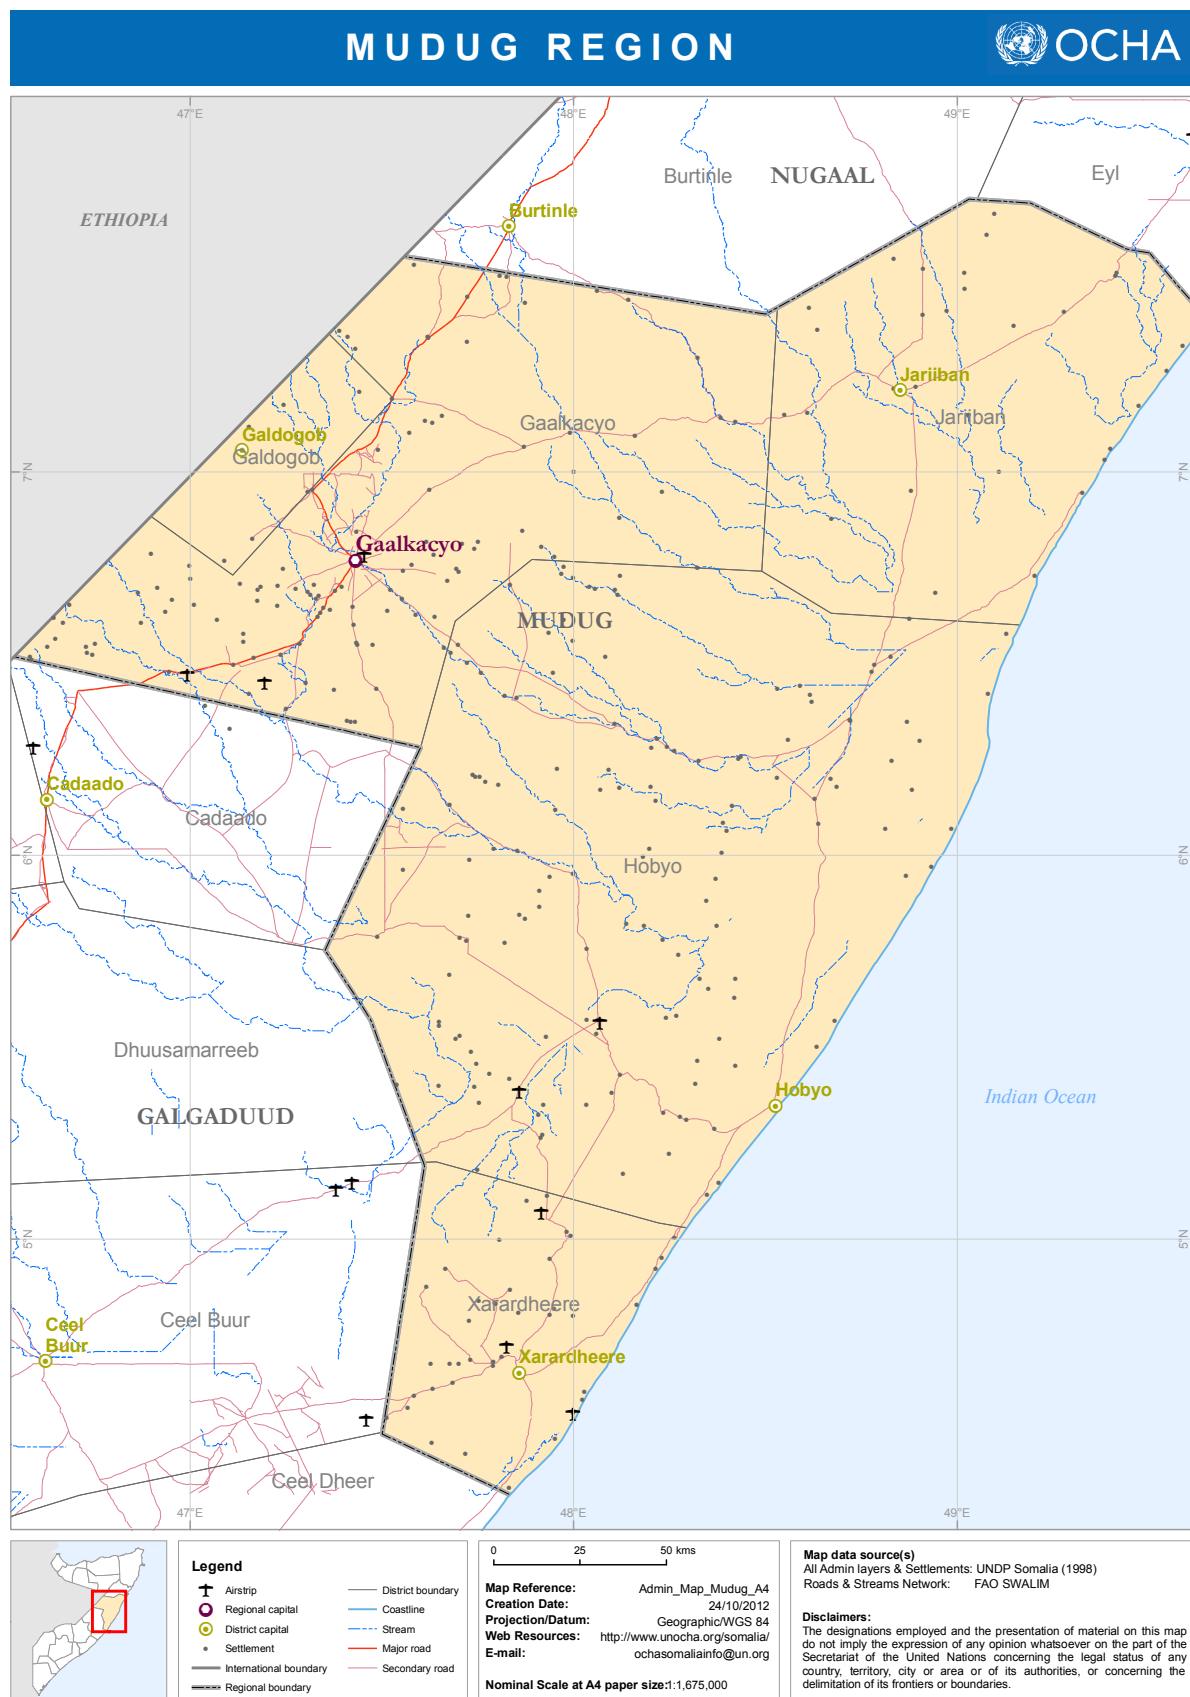 MUDUG REGION
OCHA
47°E
48°E
49°E
Burtinle
NUGAAL
Eyl
ETHIOPIA
Burtinle
Jariiban
Jariiban
Gaalkacyo
Galdogob
Galdogob
7°N
7°N
Gaalkacyo
MUDUG
Cadaado
Cadaado
6°N
6°N
Hobyo
Dhuusamarreeb
Hobyo
Indian Ocean
GALGADUUD
5°N
5°N
Xarardheere
Ceel Buur
Ceel
Buur
Xarardheere
Ceel Dheer
47°E
48°E
49°E
Legend
Airstrip
Regional capital
District capital
Settlement
International boundary
Regional boundary
District boundary
Coastline
Stream
Major road
Secondary road
0 25 50 kms
Map Reference: Admin_Map_Mudug_A4
Creation Date: 24/10/2012
Projection/Datum: Geographic/WGS 84
Web Resources: http://www.unocha.org/somalia/
E-mail: ochasomaliainfo@un.org
Nominal Scale at A4 paper size:1:1,675,000
Map data source(s)
All Admin layers & Settlements: UNDP Somalia (1998)
Roads & Streams Network: FAO SWALIM
Disclaimers:
The designations employed and the presentation of material on this map
do not imply the expression of any opinion whatsoever on the part of the
Secretariat of the United Nations concerning the legal status of any
country, territory, city or area or of its authorities, or concerning the
delimitation of its frontiers or boundaries.